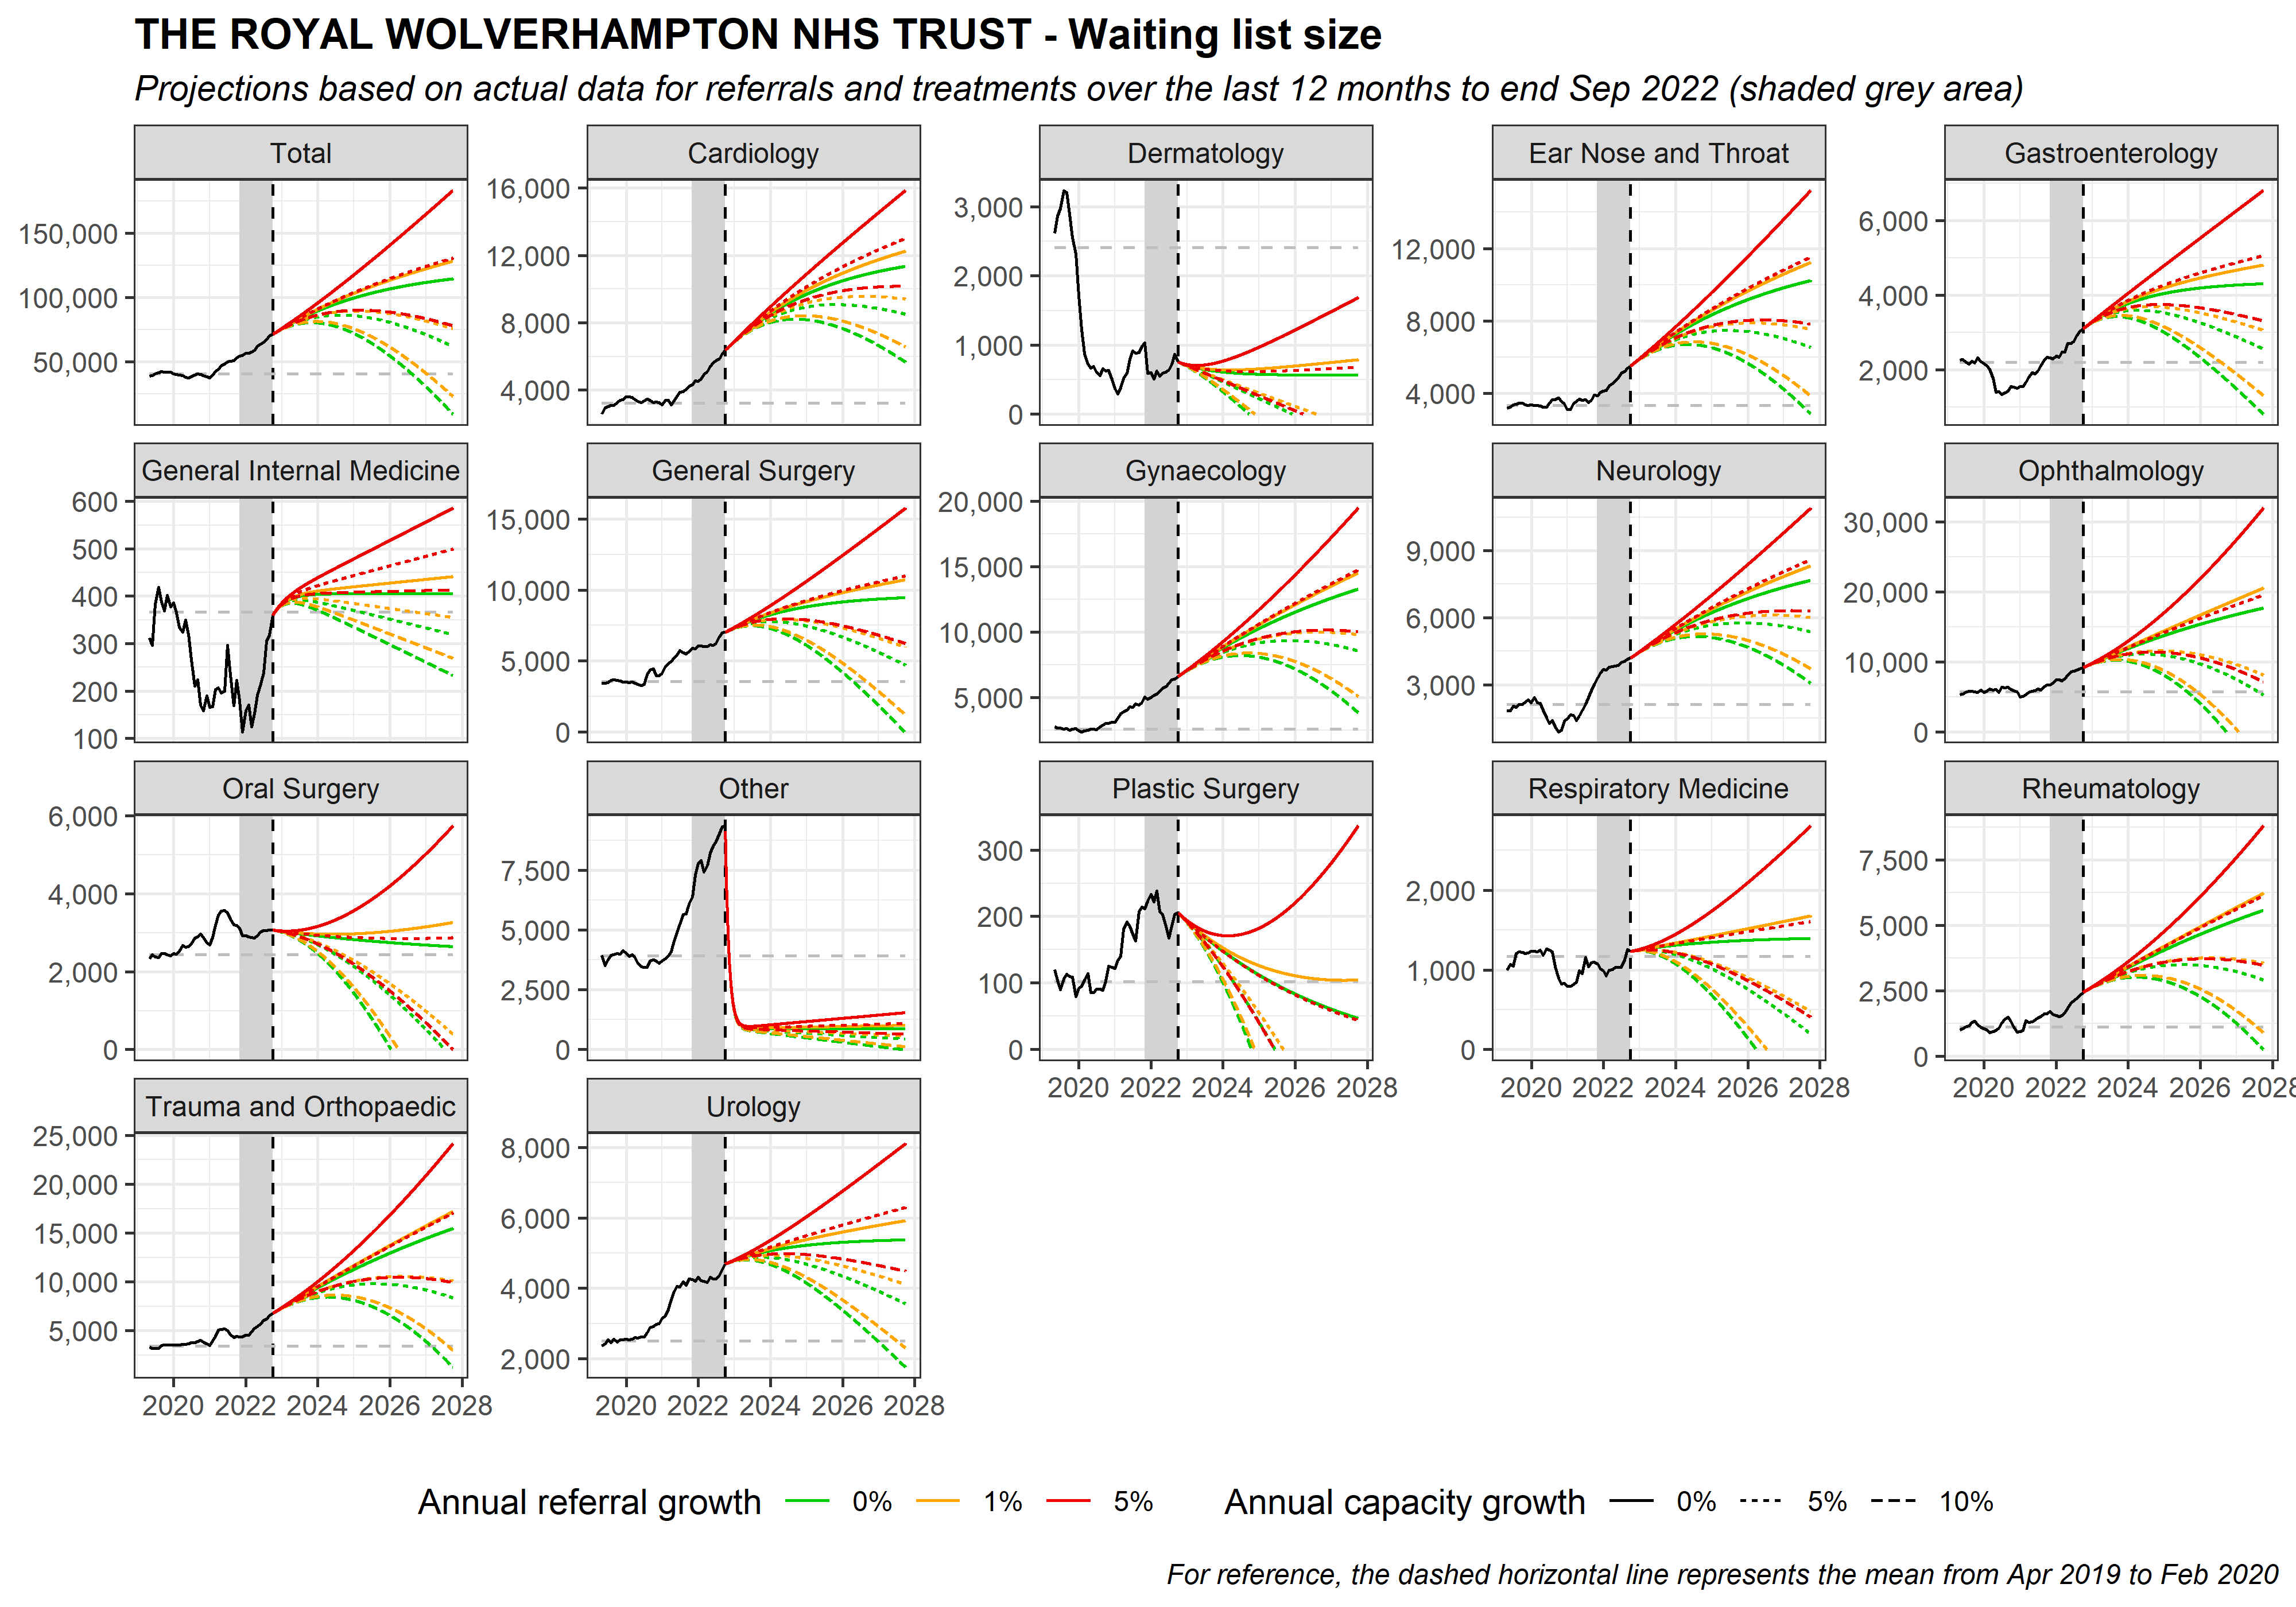 THE ROYAL WOLVERHAMPTON NHS TRUST - Waiting list size
Projections based on actual data for referrals and treatments over the last 12 months to end Sep 2022 (shaded grey area)
Total
150,000
100,000
50,000
Cardiology
16,000
12,000
8,000
4,000
Dermatology
3,000
2,000
1,000
0
Ear Nose and Throat
12,000
8,000
4,000
Gastroenterology
6,000
4,000
2,000
General Internal Medicine
600
500
400
300
200
100
General Surgery
15,000
10,000
5,000
0
Gynaecology
20,000
15,000
10,000
5,000
Neurology
9,000
6,000
3,000
Ophthalmology
30,000
20,000
10,000
0
Oral Surgery
6,000
4,000
2,000
0
Other
7,500
5,000
2,500
0
Plastic Surgery
300
200
100
0
2020 2022 2024 2026 2028
Respiratory Medicine
2,000
1,000
0
2020 2022 2024 2026 2028
Rheumatology
7,500
5,000
2,500
0
2020 2022 2024 2026 2028
Trauma and Orthopaedic
25,000
20,000
15,000
10,000
5,000
2020 2022 2024 2026 2028
Urology
8,000
6,000
4,000
2,000
2020 2022 2024 2026 2028
Annual referral growth 0% 1% 5% Annual capacity growth 0% 5% 10%
For reference, the dashed horizontal line represents the mean from Apr 2019 to Feb 2020